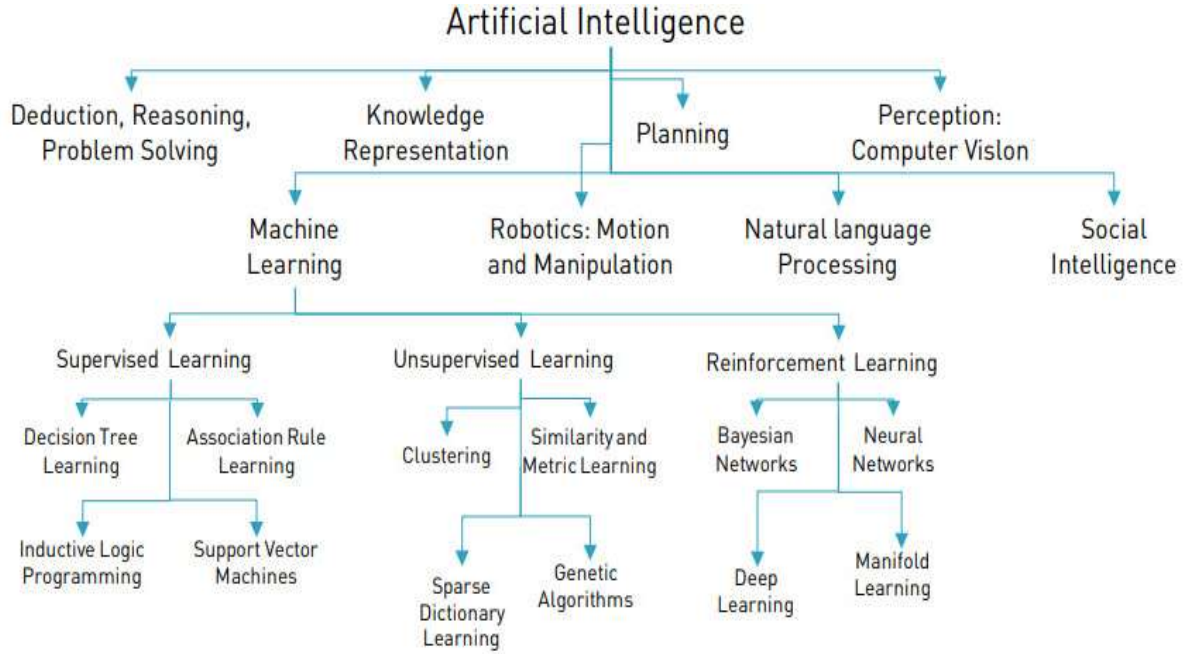 Artificial Intelligence
Deduction, Reasoning,
Problem Solving
Knowledge
Representation
Planning
Perception:
Computer Vislon
Machine
Learning
Robotics: Motion
and Manipulation
Natural language
Processing
Social
Intelligence
Supervised Learning
Unsupervised Learning
Reinforcement Learning
Decision Tree
Learning
Association Rule
Learning
Clustering
Similarity and
Metric Learning
Bayesian
Networks
Neural
Networks
Inductive Logic
Programming
Support Vector
Machines
Sparse
Dictionary
Learning
Genetic
Algorithms
Deep
Learning
Manifold
Learning